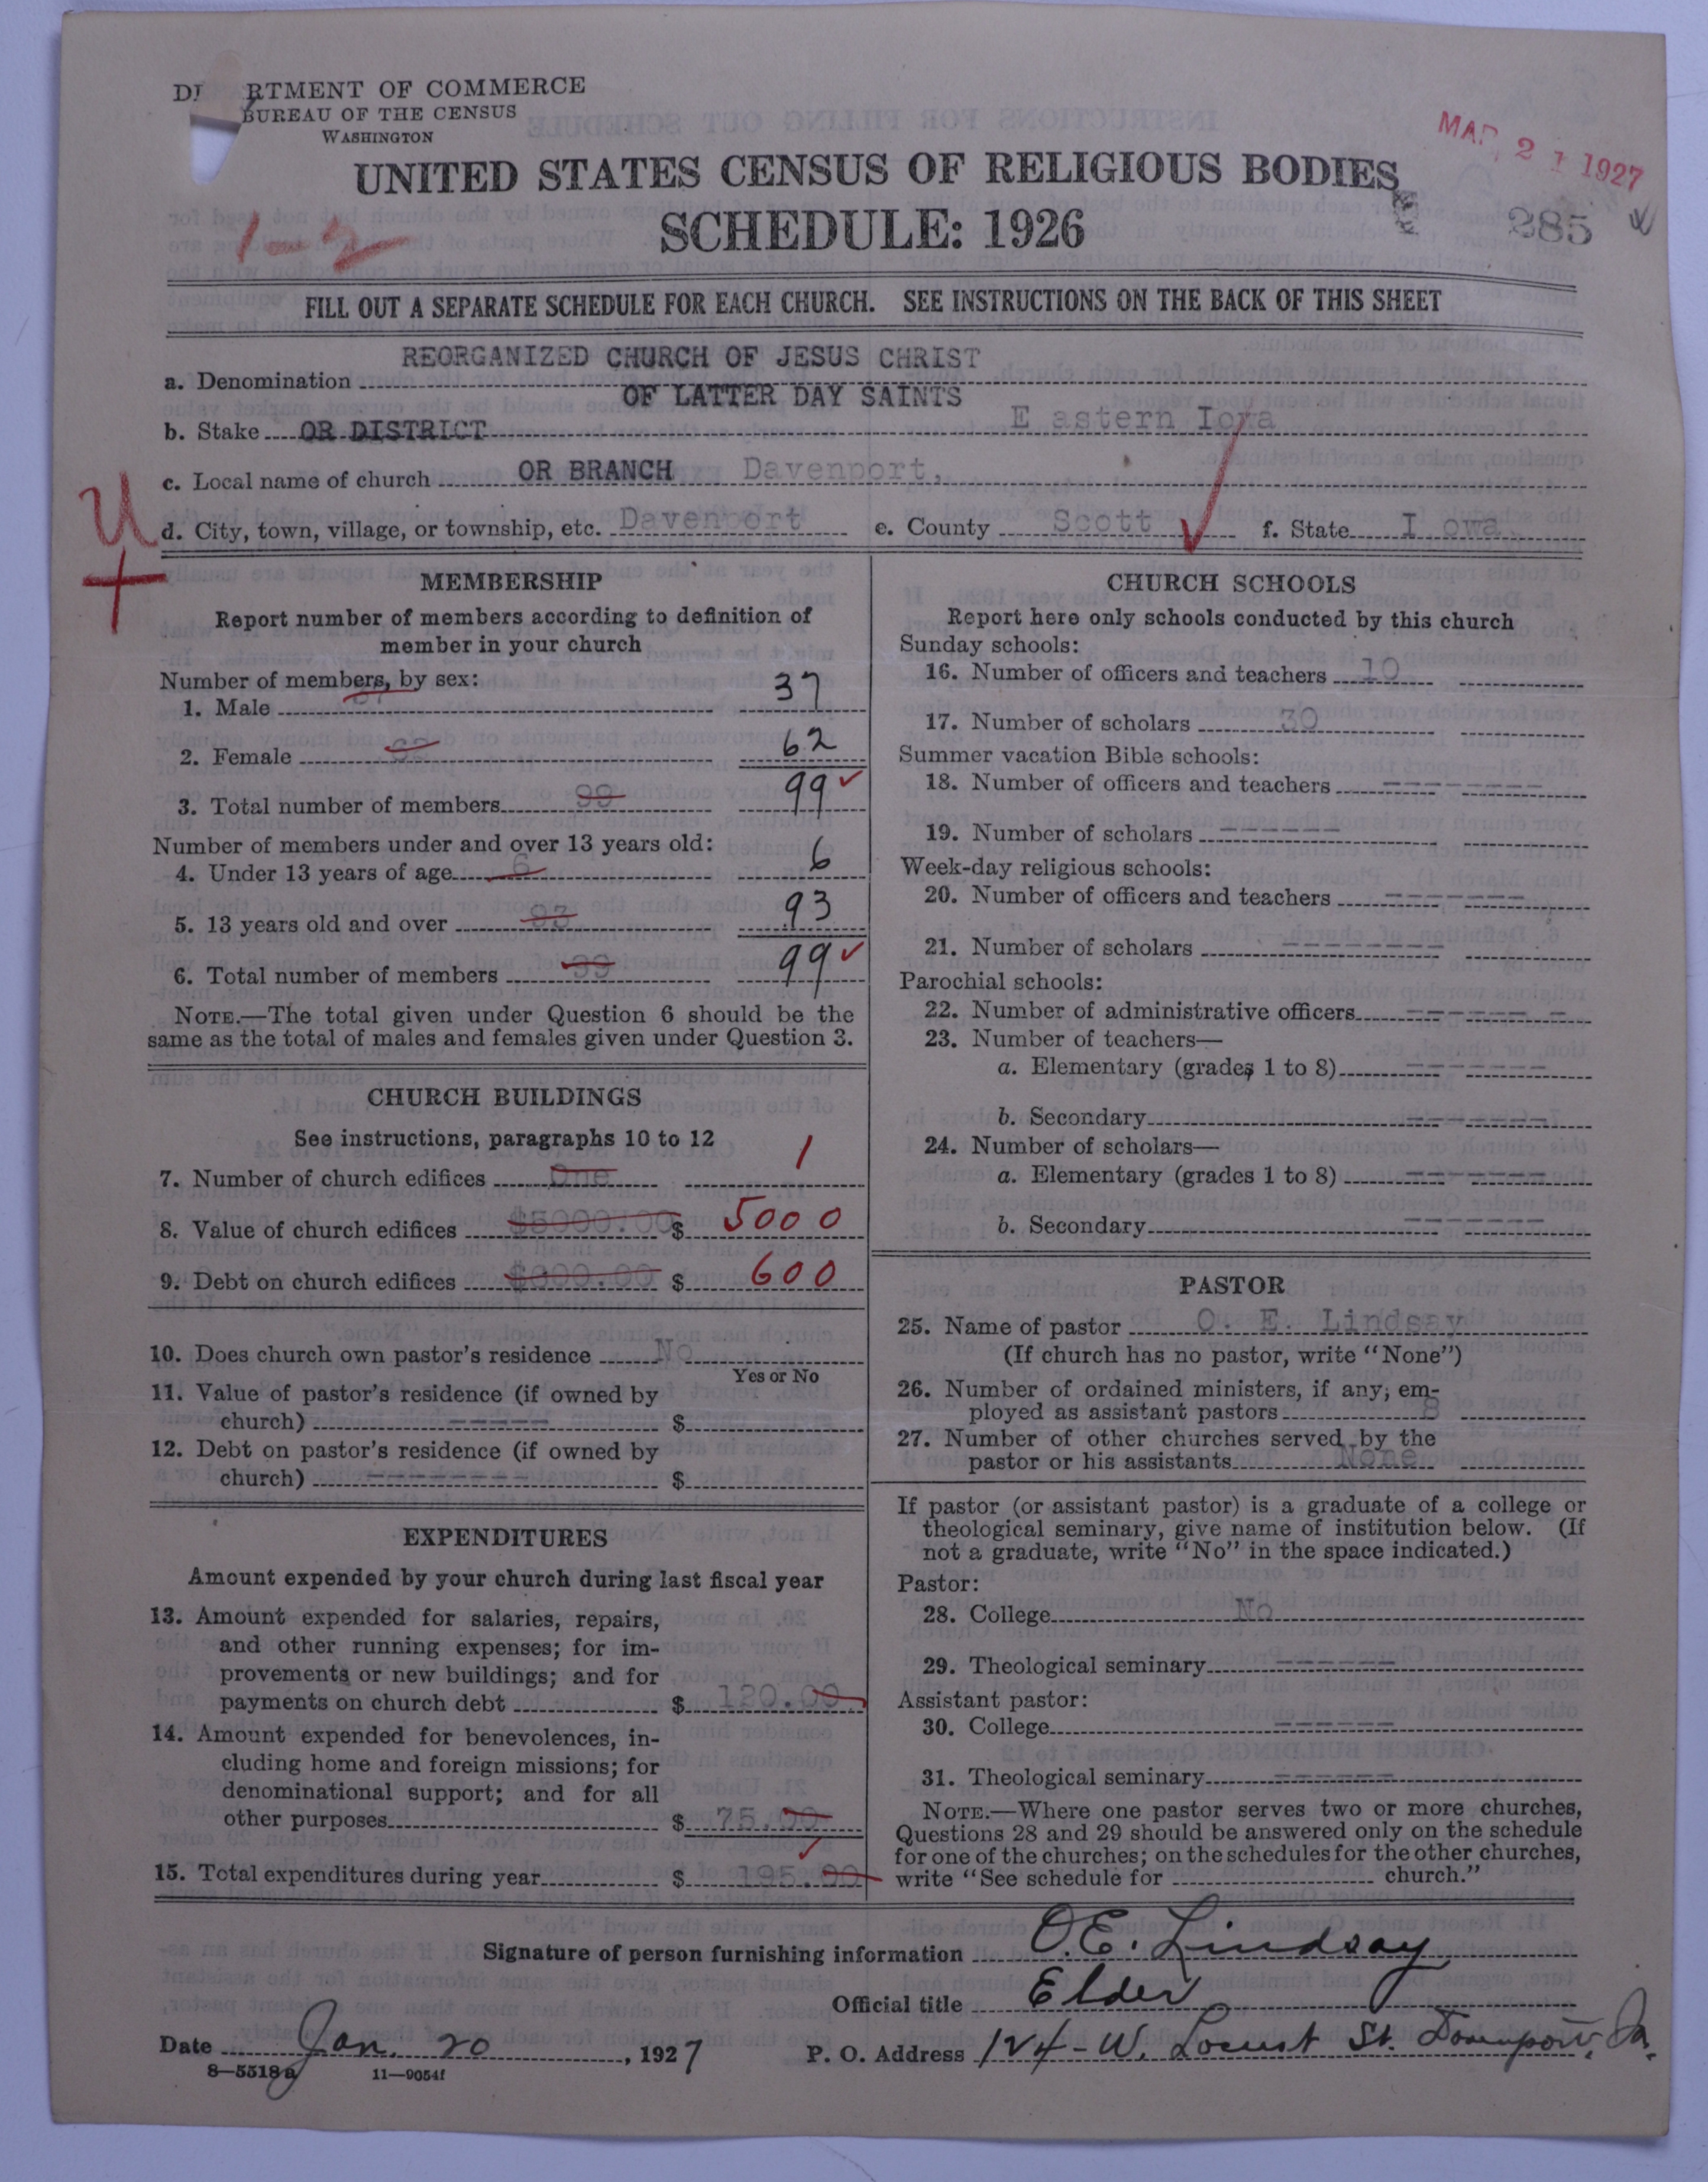 RTMENT OF COMMERCE
BUREAU OF THE CENSUS
WASHINGTON
MAR 21 1927
UNITED STATES CENSUS OF RELIGIOUS BODIES
1-2
SCHEDULE: 1926
285
FILL OUT A SEPARATE SCHEDULE FOR EACH CHURCH. SEE INSTRUCTIONS ON THE BACK OF THIS SHEET
REORGANIZED CHURCH OF JESUS CHRIST
a. Denomination
OF LATTER DAY SAINTS
b. Stake OR DISTRICT E astern Iowa
c. Local name of church OR BRANCH Davenport,
U
d. City, town, village, or township, etc. Davenport e. County Scott f. State I owa
MEMBERSHIP
Report number of members according to definition of
member in your church
Number of members, by sex:
1. Male 37 37
2. Female 62 62
3. Total number of members 99 99
Number of members under and over 13 years old:
4. Under 13 years of age 6 6
5. 13 years old and over 93 93
6. Total number of members 99 99
NOTE.—The total given under Question 6 should be the
same as the total of males and females given under Question 3.
CHURCH BUILDINGS
See instructions, paragraphs 10 to 12
7. Number of church edifices One 1
8. Value of church edifices $5000.00 $ 5000
9. Debt on church edifices $600.00 $ 600
10. Does church own pastor's residence No
Yes or No
11. Value of pastor's residence (if owned by
church) ----- $
12. Debt on pastor's residence (if owned by
church) -------- $
EXPENDITURES
Amount expended by your church during last fiscal year
13. Amount expended for salaries, repairs,
and other running expenses; for im-
provements or new buildings; and for
payments on church debt $ 120.00
14. Amount expended for benevolences, in-
cluding home and foreign missions; for
denominational support; and for all
other purposes $ 75.00
15. Total expenditures during year $ 195.00
CHURCH SCHOOLS
Report here only schools conducted by this church
Sunday schools:
16. Number of officers and teachers 10
17. Number of scholars 30
Summer vacation Bible schools:
18. Number of officers and teachers -------
19. Number of scholars ------
Week-day religious schools:
20. Number of officers and teachers -------
21. Number of scholars --------
Parochial schools:
22. Number of administrative officers -------
23. Number of teachers—
a. Elementary (grades 1 to 8) -------
b. Secondary -------
24. Number of scholars—
a. Elementary (grades 1 to 8) -------
b. Secondary -------
PASTOR
25. Name of pastor O. E. Lindsay
(If church has no pastor, write "None")
26. Number of ordained ministers, if any, em-
ployed as assistant pastors 8
27. Number of other churches served by the
pastor or his assistants None
If pastor (or assistant pastor) is a graduate of a college or
theological seminary, give name of institution below. (If
not a graduate, write "No" in the space indicated.)
Pastor:
28. College No
29. Theological seminary ------
Assistant pastor:
30. College ------
31. Theological seminary ------
NOTE.—Where one pastor serves two or more churches,
Questions 28 and 29 should be answered only on the schedule
for one of the churches; on the schedules for the other churches,
write "See schedule for church."
Signature of person furnishing information O.E. Lindsay
Official title Elder
Date Jan. 20, 1927 P. O. Address 124-W. Locust St. Davenport, Ia.
8—5518a 11—9054f